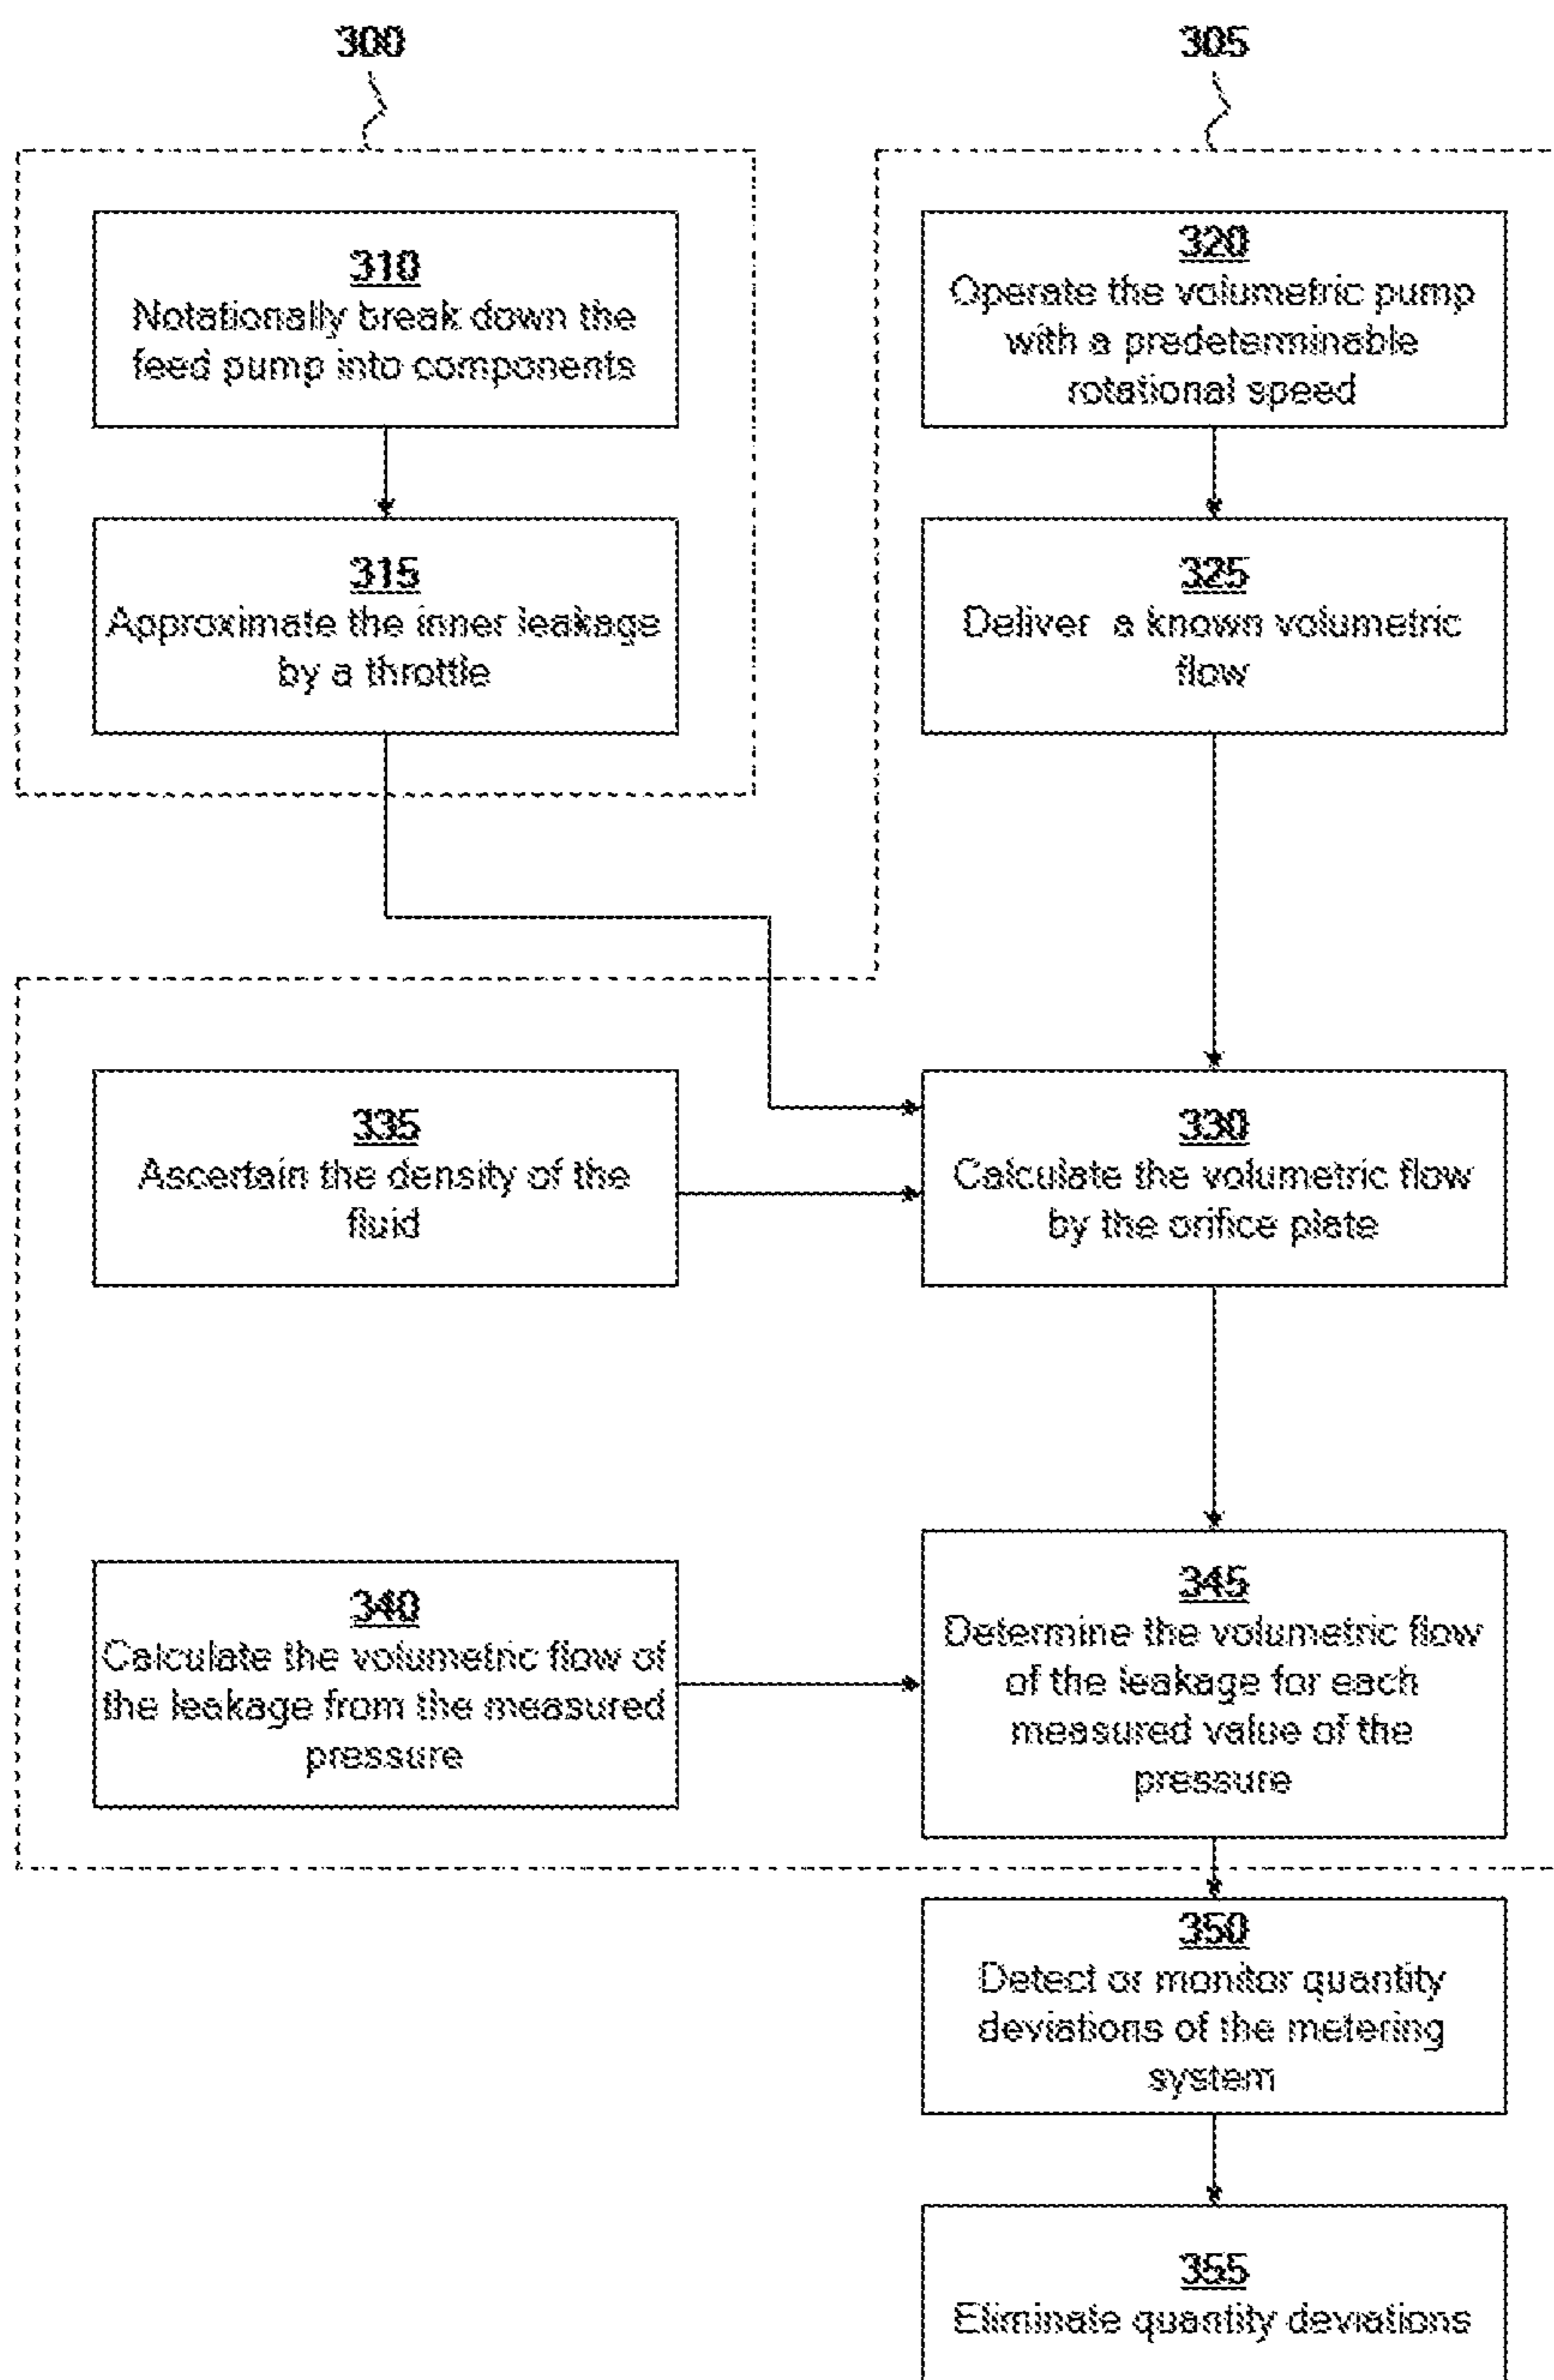 300
305
310
Notationally break down the
feed pump into components
320
Operate the volumetric pump
with a predeterminable
rotational speed
315
Approximate the inner leakage
by a throttle
325
Deliver a known volumetric
flow
335
Ascertain the density of the
fluid
330
Calculate the volumetric flow
by the orifice plate
340
Calculate the volumetric flow of
the leakage from the measured
pressure
345
Determine the volumetric flow
of the leakage for each
measured value of the
pressure
350
Detect or monitor quantity
deviations of the metering
system
355
Eliminate quantity deviations